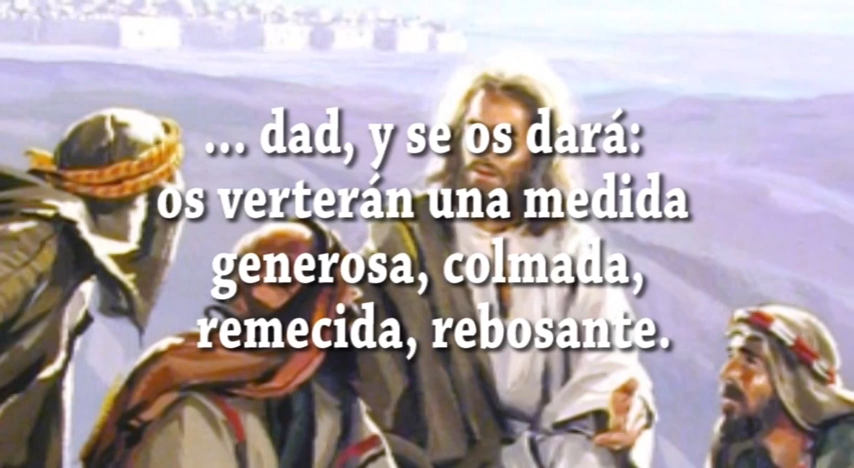 ... dad, y se os dará:
os verterán una medida
generosa, colmada,
remecida, rebosante.